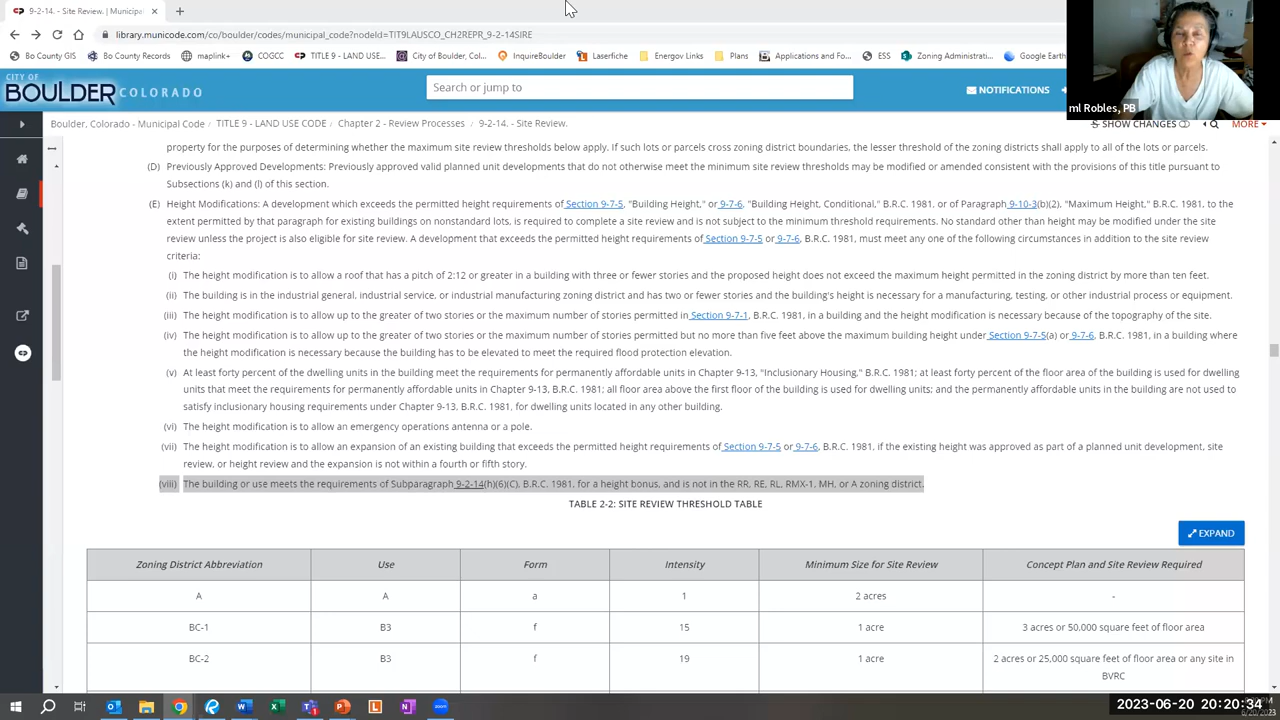 9-2-14. - Site Review. | Municipal
library.municode.com/co/boulder/codes/municipal_code?nodeId=TIT9LAUSCO_CH2REPR_9-2-14SIRE
Bo County GIS
Bo County Records
maplink+
COGCC
TITLE 9 - LAND USE...
City of Boulder, Col...
InquireBoulder
Laserfiche
Energov Links
Plans
Applications and Fo...
ESS
Zoning Administrati...
Google Earth
ml Robles, PB
CITY OF
BOULDER COLORADO
Search or jump to
NOTIFICATIONS
Boulder, Colorado - Municipal Code / TITLE 9 - LAND USE CODE / Chapter 2 - Review Processes / 9-2-14. - Site Review.
SHOW CHANGES
MORE
property for the purposes of determining whether the maximum site review thresholds below apply. If such lots or parcels cross zoning district boundaries, the lesser threshold of the zoning districts shall apply to all of the lots or parcels.
(D) Previously Approved Developments: Previously approved valid planned unit developments that do not otherwise meet the minimum site review thresholds may be modified or amended consistent with the provisions of this title pursuant to
Subsections (k) and (l) of this section.
(E) Height Modifications: A development which exceeds the permitted height requirements of Section 9-7-5, "Building Height," or 9-7-6, "Building Height, Conditional," B.R.C. 1981, or of Paragraph 9-10-3(b)(2), "Maximum Height," B.R.C. 1981, to the
extent permitted by that paragraph for existing buildings on nonstandard lots, is required to complete a site review and is not subject to the minimum threshold requirements. No standard other than height may be modified under the site
review unless the project is also eligible for site review. A development that exceeds the permitted height requirements of Section 9-7-5 or 9-7-6, B.R.C. 1981, must meet any one of the following circumstances in addition to the site review
criteria:
(i) The height modification is to allow a roof that has a pitch of 2:12 or greater in a building with three or fewer stories and the proposed height does not exceed the maximum height permitted in the zoning district by more than ten feet.
(ii) The building is in the industrial general, industrial service, or industrial manufacturing zoning district and has two or fewer stories and the building's height is necessary for a manufacturing, testing, or other industrial process or equipment.
(iii) The height modification is to allow up to the greater of two stories or the maximum number of stories permitted in Section 9-7-1, B.R.C. 1981, in a building and the height modification is necessary because of the topography of the site.
(iv) The height modification is to allow up to the greater of two stories or the maximum number of stories permitted but no more than five feet above the maximum building height under Section 9-7-5(a) or 9-7-6, B.R.C. 1981, in a building where
the height modification is necessary because the building has to be elevated to meet the required flood protection elevation.
(v) At least forty percent of the dwelling units in the building meet the requirements for permanently affordable units in Chapter 9-13, "Inclusionary Housing," B.R.C. 1981; at least forty percent of the floor area of the building is used for dwelling
units that meet the requirements for permanently affordable units in Chapter 9-13, B.R.C. 1981; all floor area above the first floor of the building is used for dwelling units; and the permanently affordable units in the building are not used to
satisfy inclusionary housing requirements under Chapter 9-13, B.R.C. 1981, for dwelling units located in any other building.
(vi) The height modification is to allow an emergency operations antenna or a pole.
(vii) The height modification is to allow an expansion of an existing building that exceeds the permitted height requirements of Section 9-7-5 or 9-7-6, B.R.C. 1981, if the existing height was approved as part of a planned unit development, site
review, or height review and the expansion is not within a fourth or fifth story.
(viii) The building or use meets the requirements of Subparagraph 9-2-14(h)(6)(C), B.R.C. 1981, for a height bonus, and is not in the RR, RE, RL, RMX-1, MH, or A zoning district.
TABLE 2-2: SITE REVIEW THRESHOLD TABLE
EXPAND
Zoning District Abbreviation Use Form Intensity Minimum Size for Site Review Concept Plan and Site Review Required
A A a 1 2 acres -
BC-1 B3 f 15 1 acre 3 acres or 50,000 square feet of floor area
BC-2 B3 f 19 1 acre 2 acres or 25,000 square feet of floor area or any site in
BVRC
2023-06-20 20:20:34